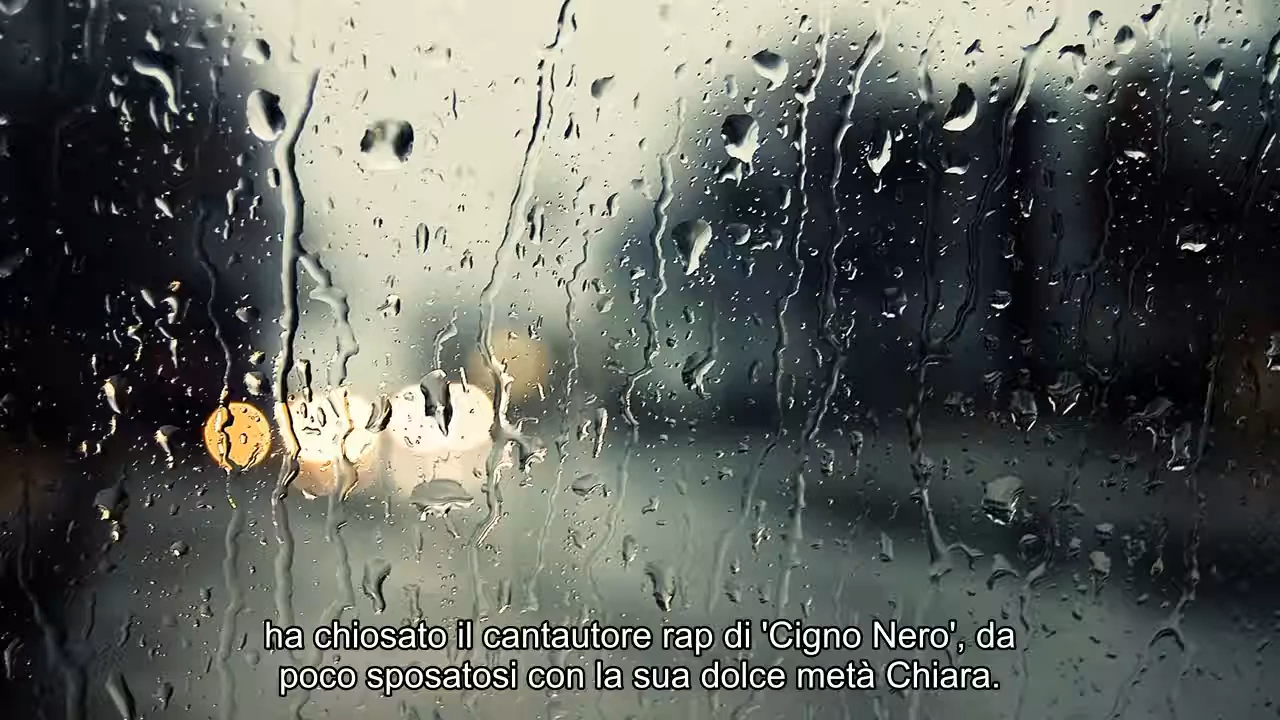 ha chiosato il cantautore rap di 'Cigno Nero', da
poco sposatosi con la sua dolce metà Chiara.